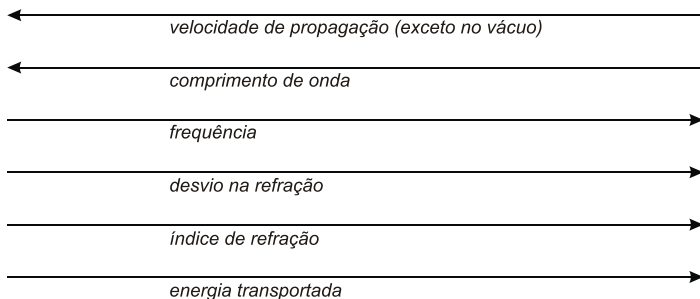 velocidade de propagação (exceto no vácuo)
comprimento de onda
frequência
desvio na refração
índice de refração
energia transportada